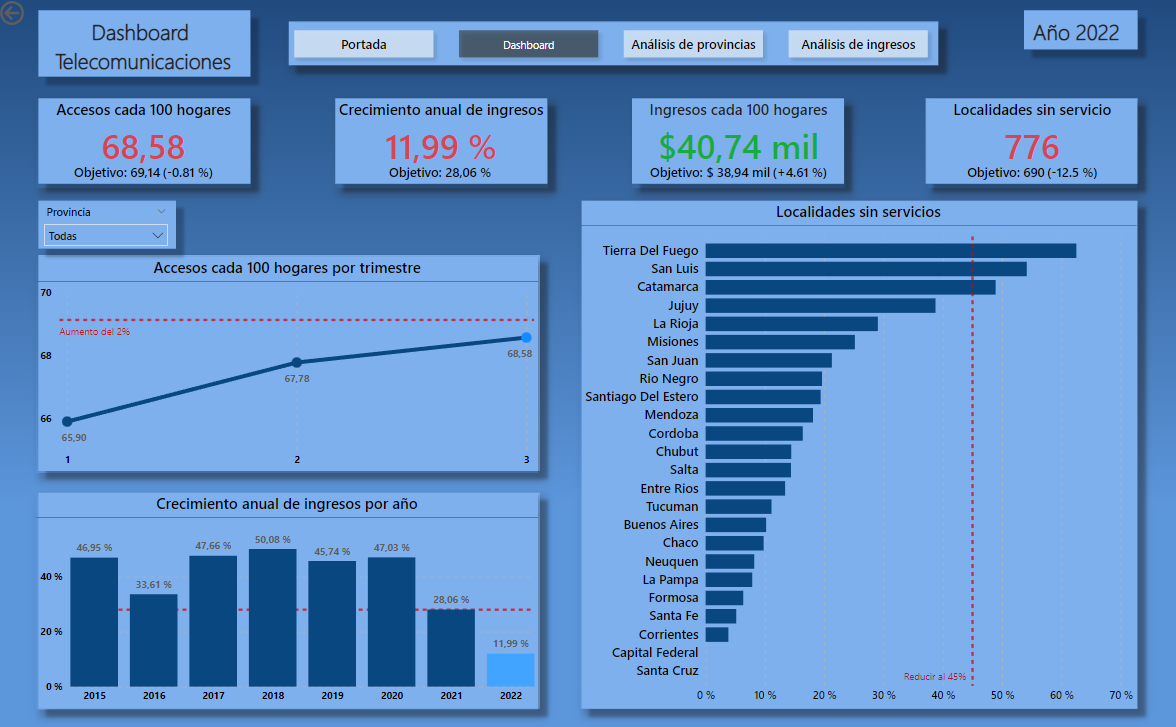 Dashboard
Telecomunicaciones
Portada
Dashboard
Análisis de provincias
Análisis de ingresos
Año 2022
Accesos cada 100 hogares
68,58
Objetivo: 69,14 (-0.81 %)
Crecimiento anual de ingresos
11,99 %
Objetivo: 28,06 %
Ingresos cada 100 hogares
$40,74 mil
Objetivo: $ 38,94 mil (+4.61 %)
Localidades sin servicio
776
Objetivo: 690 (-12.5 %)
Provincia
Todas
Accesos cada 100 hogares por trimestre
70
Aumento del 2%
68
68,58
67,78
66
65,90
1
2
3
Crecimiento anual de ingresos por año
46,95 %
33,61 %
47,66 %
50,08 %
45,74 %
47,03 %
28,06 %
11,99 %
40 %
20 %
0 %
2015
2016
2017
2018
2019
2020
2021
2022
Localidades sin servicios
Tierra Del Fuego
San Luis
Catamarca
Jujuy
La Rioja
Misiones
San Juan
Rio Negro
Santiago Del Estero
Mendoza
Cordoba
Chubut
Salta
Entre Rios
Tucuman
Buenos Aires
Chaco
Neuquen
La Pampa
Formosa
Santa Fe
Corrientes
Capital Federal
Santa Cruz
Reducir al 45%
0 %
10 %
20 %
30 %
40 %
50 %
60 %
70 %